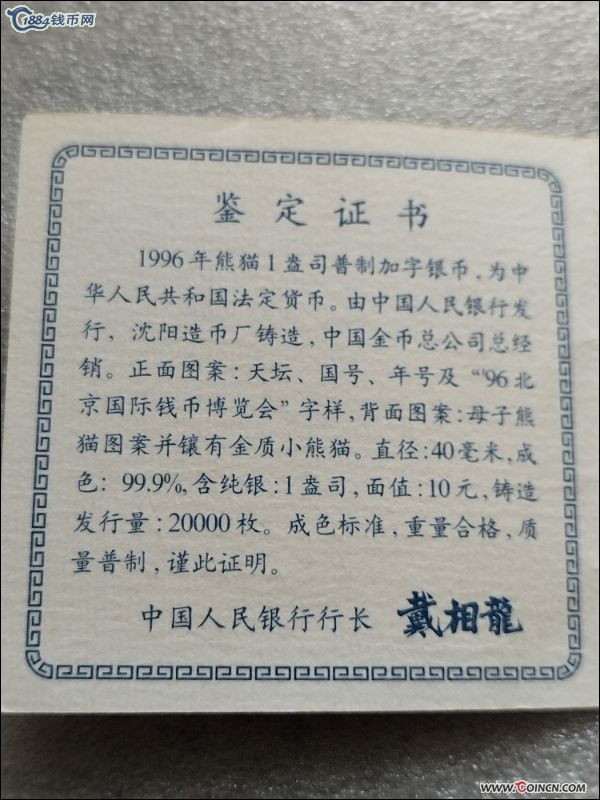 1884钱币网
鉴定证书
1996年熊猫1盎司普制加字银币,为中
华人民共和国法定货币。由中国人民银行发
行,沈阳造币厂铸造,中国金币总公司总经
销。正面图案:天坛、国号、年号及“'96北
京国际钱币博览会”字样,背面图案:母子熊
猫图案并镶有金质小熊猫。直径:40毫米,成
色:99.9%,含纯银:1盎司,面值:10元,铸造
发行量:20000枚。成色标准,重量合格,质
量普制,谨此证明。
中国人民银行行长 戴相龍
www.COINCN.com